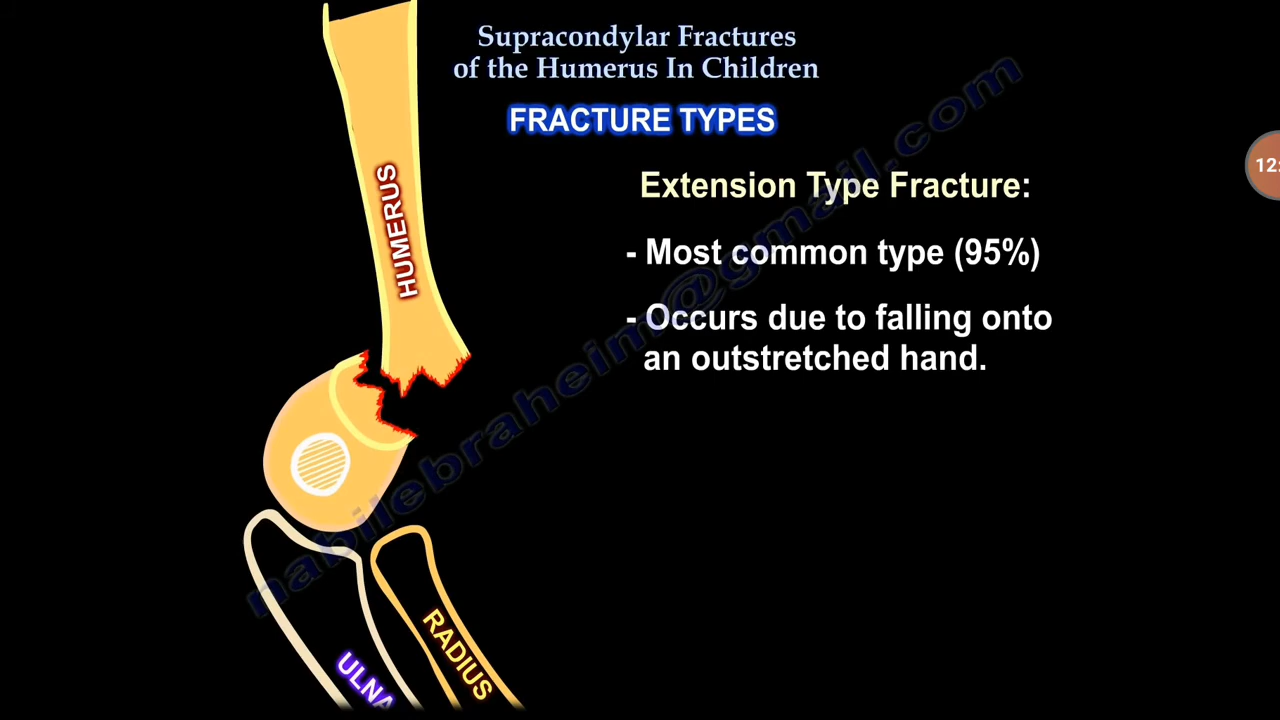 Supracondylar Fractures
of the Humerus In Children
FRACTURE TYPES
HUMERUS
Extension Type Fracture:
- Most common type (95%)
- Occurs due to falling onto
an outstretched hand.
nabilebraheim@gmail.com
RADIUS
ULNA
12: